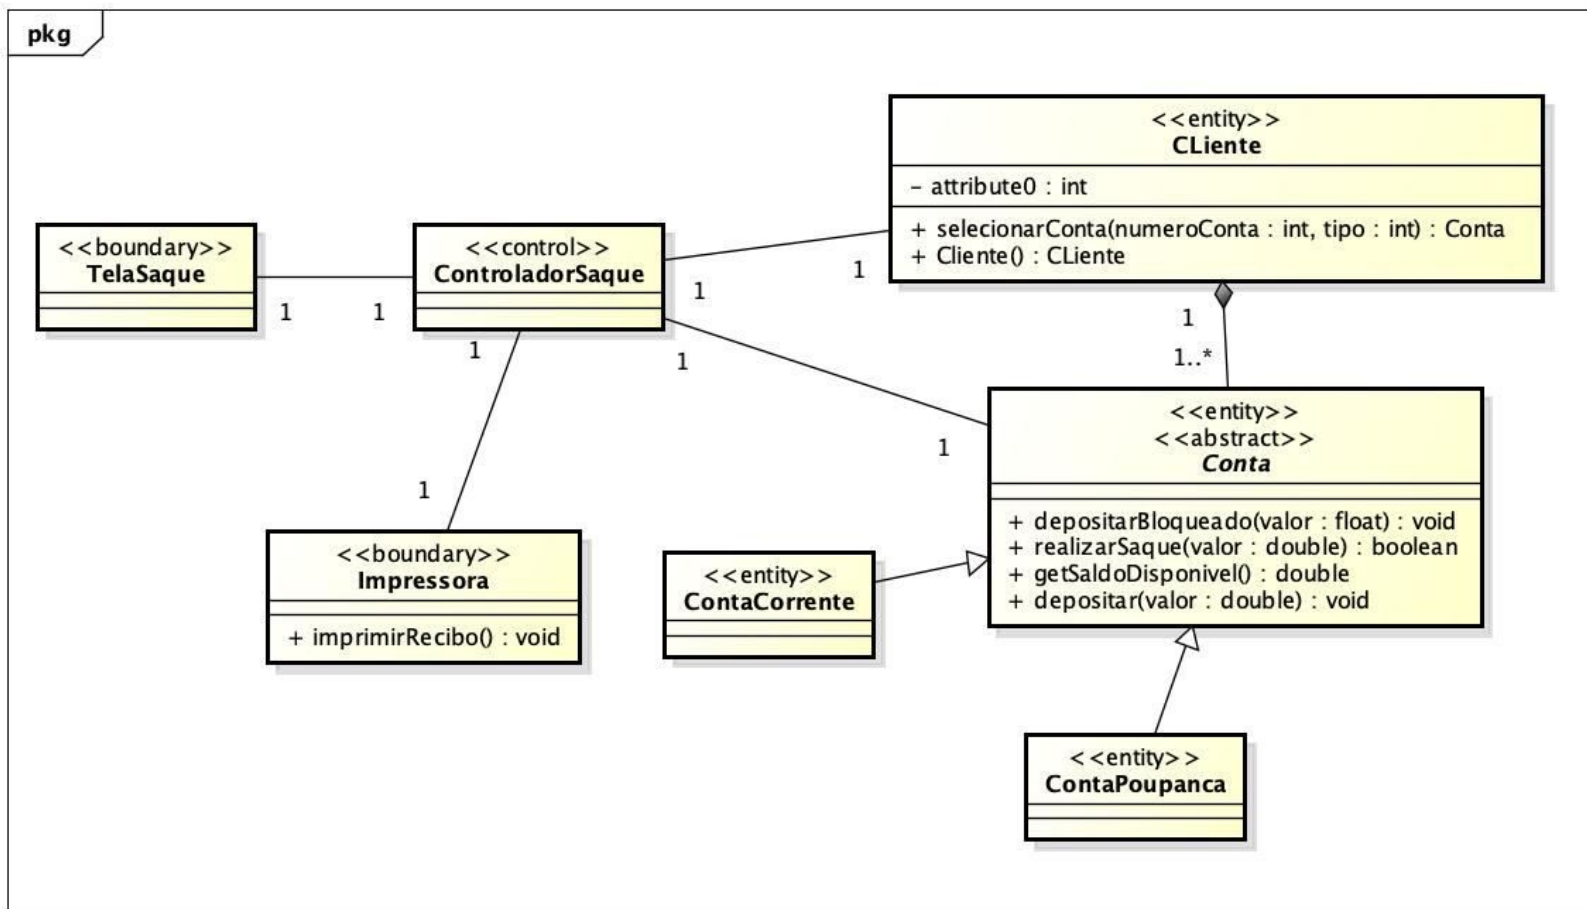 pkg
<<entity>>
CLiente
- attribute0 : int
+ selecionarConta(numeroConta : int, tipo : int) : Conta
+ Cliente() : CLiente
<<boundary>>
TelaSaque
<<control>>
ControladorSaque
1
1
1
1
1
1
1
1..*
1
1
<<entity>>
<<abstract>>
Conta
+ depositarBloqueado(valor : float) : void
+ realizarSaque(valor : double) : boolean
+ getSaldoDisponivel() : double
+ depositar(valor : double) : void
<<boundary>>
Impressora
+ imprimirRecibo() : void
<<entity>>
ContaCorrente
<<entity>>
ContaPoupanca